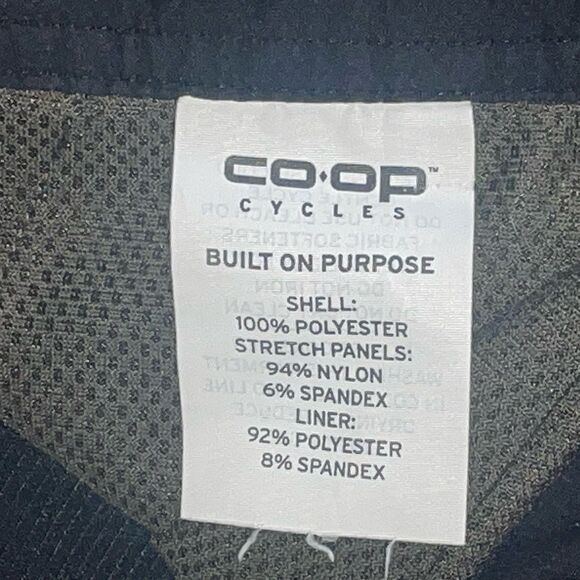 CO•OP™
CYCLES
BUILT ON PURPOSE
SHELL:
100% POLYESTER
STRETCH PANELS:
94% NYLON
6% SPANDEX
LINER:
92% POLYESTER
8% SPANDEX